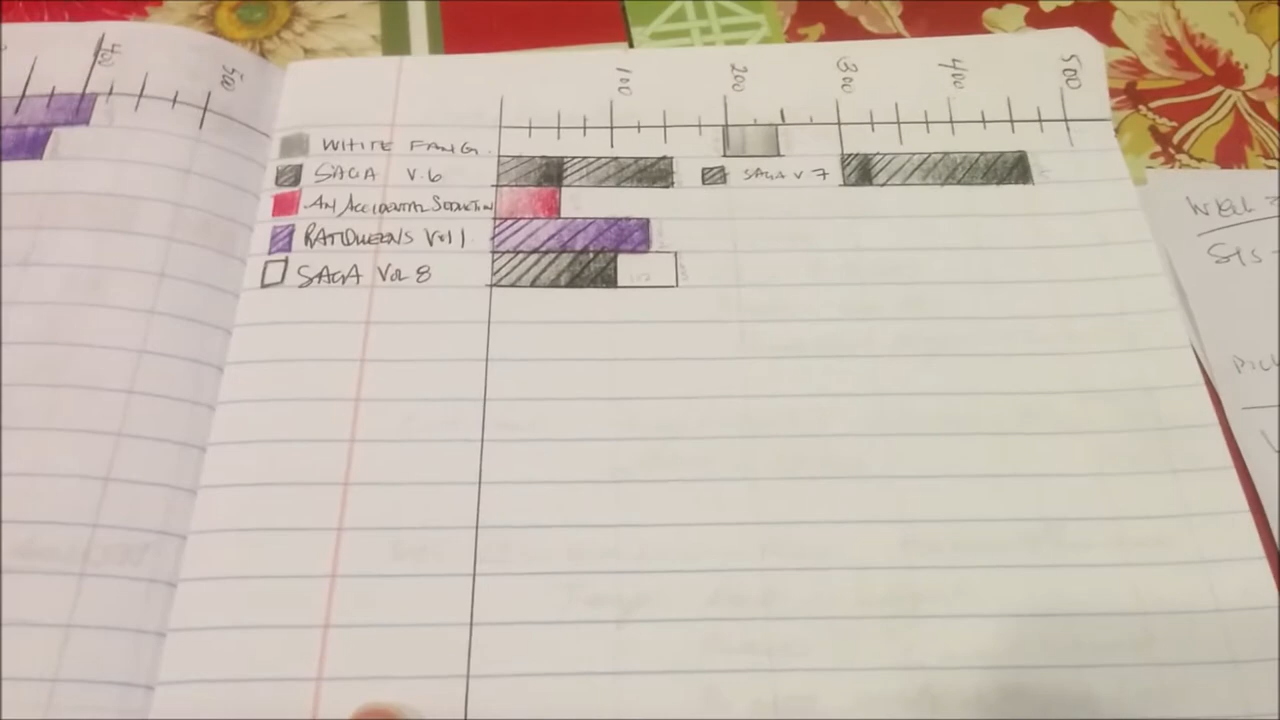 400 500
100 200 300 400 500
WHITE FANG.
SAGA V.6 SAGA V 7
AN ACCIDENTAL SEDUCTION
RATQUEENS Vol 1
SAGA VOL 8
WEEK